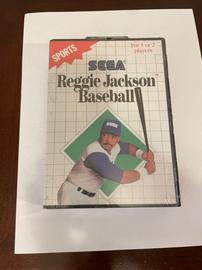 SPORTS
For 1 or 2
players
SEGA
Reggie Jackson
Baseball